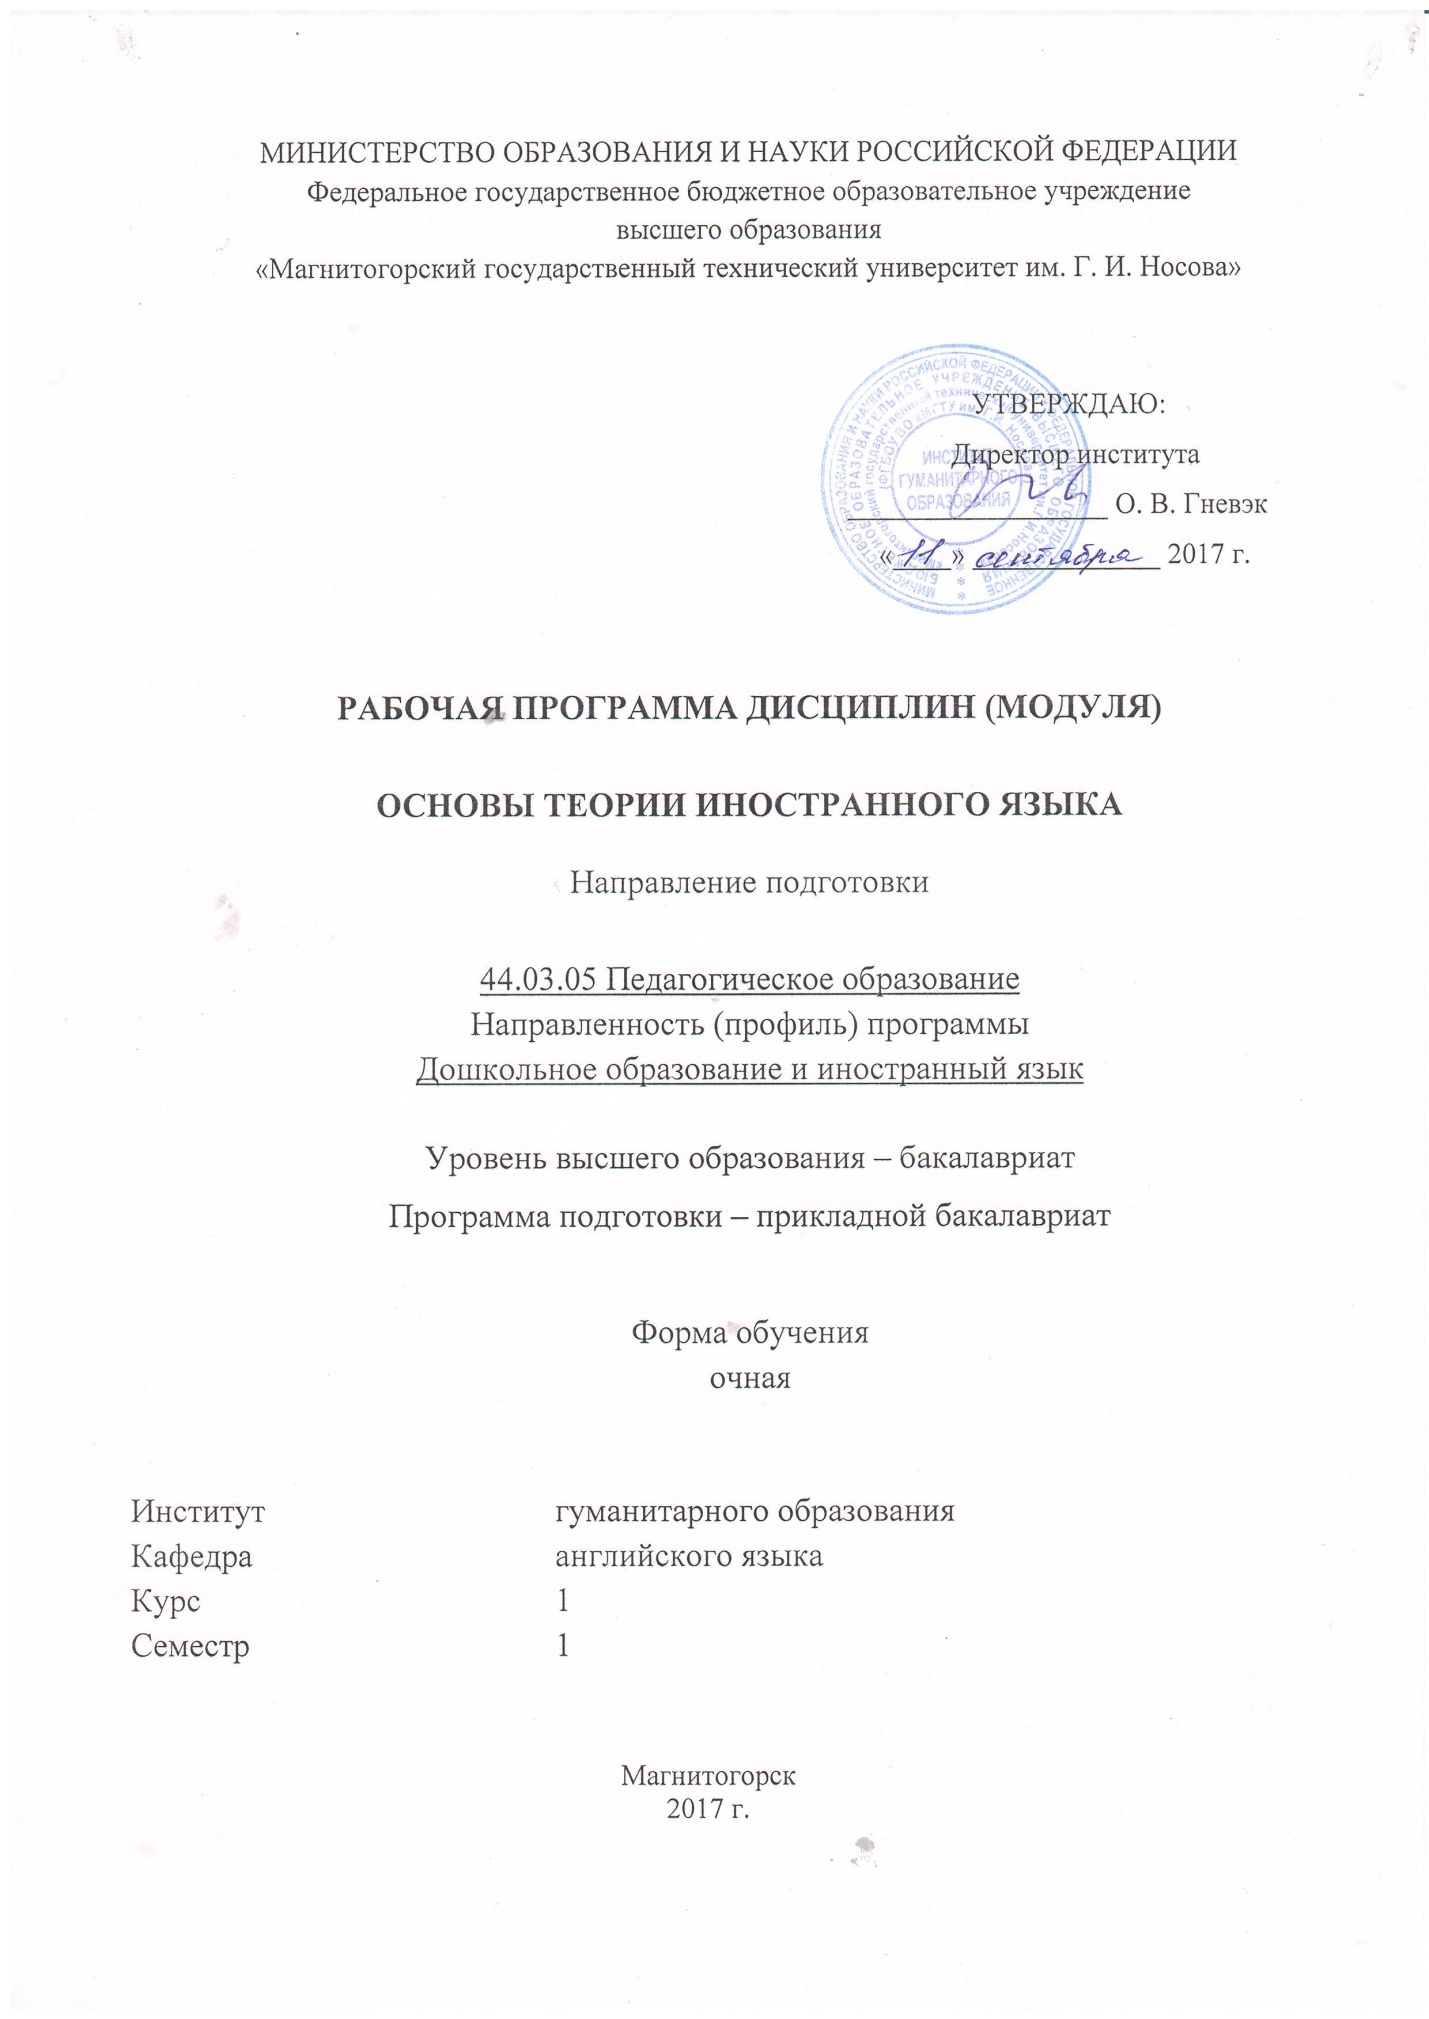 МИНИСТЕРСТВО ОБРАЗОВАНИЯ И НАУКИ РОССИЙСКОЙ ФЕДЕРАЦИИ
Федеральное государственное бюджетное образовательное учреждение
высшего образования
«Магнитогорский государственный технический университет им. Г. И. Носова»
УТВЕРЖДАЮ:
Директор института
О. В. Гневэк
«11» сентября 2017 г.
ИНСТИТУТ
ГУМАНИТАРНОГО
ОБРАЗОВАНИЯ
РАБОЧАЯ ПРОГРАММА ДИСЦИПЛИН (МОДУЛЯ)
ОСНОВЫ ТЕОРИИ ИНОСТРАННОГО ЯЗЫКА
Направление подготовки
44.03.05 Педагогическое образование
Направленность (профиль) программы
Дошкольное образование и иностранный язык
Уровень высшего образования – бакалавриат
Программа подготовки – прикладной бакалавриат
Форма обучения
очная
Институт гуманитарного образования
Кафедра английского языка
Курс 1
Семестр 1
Магнитогорск
2017 г.